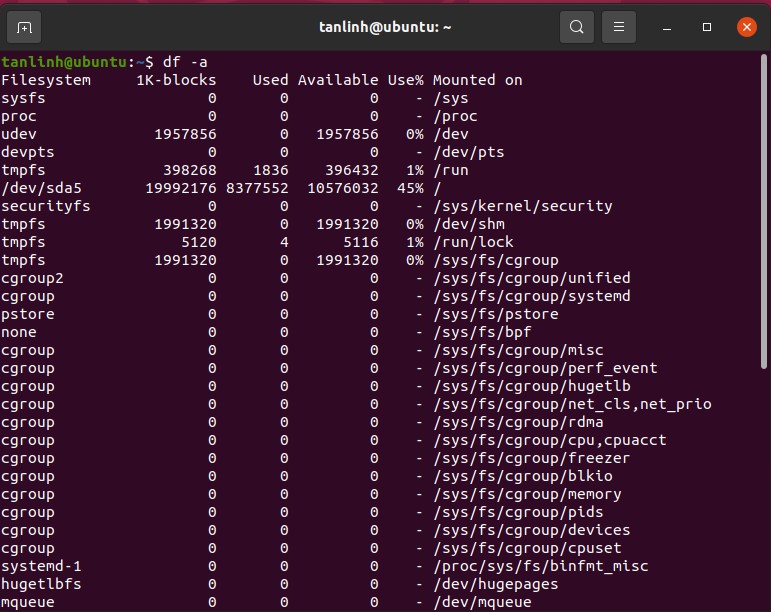 tanlinh@ubuntu: ~
tanlinh@ubuntu:~$ df -a
Filesystem     1K-blocks    Used Available Use% Mounted on
sysfs                  0       0         0    - /sys
proc                   0       0         0    - /proc
udev             1957856       0   1957856   0% /dev
devpts                 0       0         0    - /dev/pts
tmpfs             398268    1836    396432   1% /run
/dev/sda5       19992176 8377552  10576032  45% /
securityfs             0       0         0    - /sys/kernel/security
tmpfs            1991320       0   1991320   0% /dev/shm
tmpfs               5120       4      5116   1% /run/lock
tmpfs            1991320       0   1991320   0% /sys/fs/cgroup
cgroup2                0       0         0    - /sys/fs/cgroup/unified
cgroup                 0       0         0    - /sys/fs/cgroup/systemd
pstore                 0       0         0    - /sys/fs/pstore
none                   0       0         0    - /sys/fs/bpf
cgroup                 0       0         0    - /sys/fs/cgroup/misc
cgroup                 0       0         0    - /sys/fs/cgroup/perf_event
cgroup                 0       0         0    - /sys/fs/cgroup/hugetlb
cgroup                 0       0         0    - /sys/fs/cgroup/net_cls,net_prio
cgroup                 0       0         0    - /sys/fs/cgroup/rdma
cgroup                 0       0         0    - /sys/fs/cgroup/cpu,cpuacct
cgroup                 0       0         0    - /sys/fs/cgroup/freezer
cgroup                 0       0         0    - /sys/fs/cgroup/blkio
cgroup                 0       0         0    - /sys/fs/cgroup/memory
cgroup                 0       0         0    - /sys/fs/cgroup/pids
cgroup                 0       0         0    - /sys/fs/cgroup/devices
cgroup                 0       0         0    - /sys/fs/cgroup/cpuset
systemd-1              0       0         0    - /proc/sys/fs/binfmt_misc
hugetlbfs              0       0         0    - /dev/hugepages
mqueue                 0       0         0    - /dev/mqueue